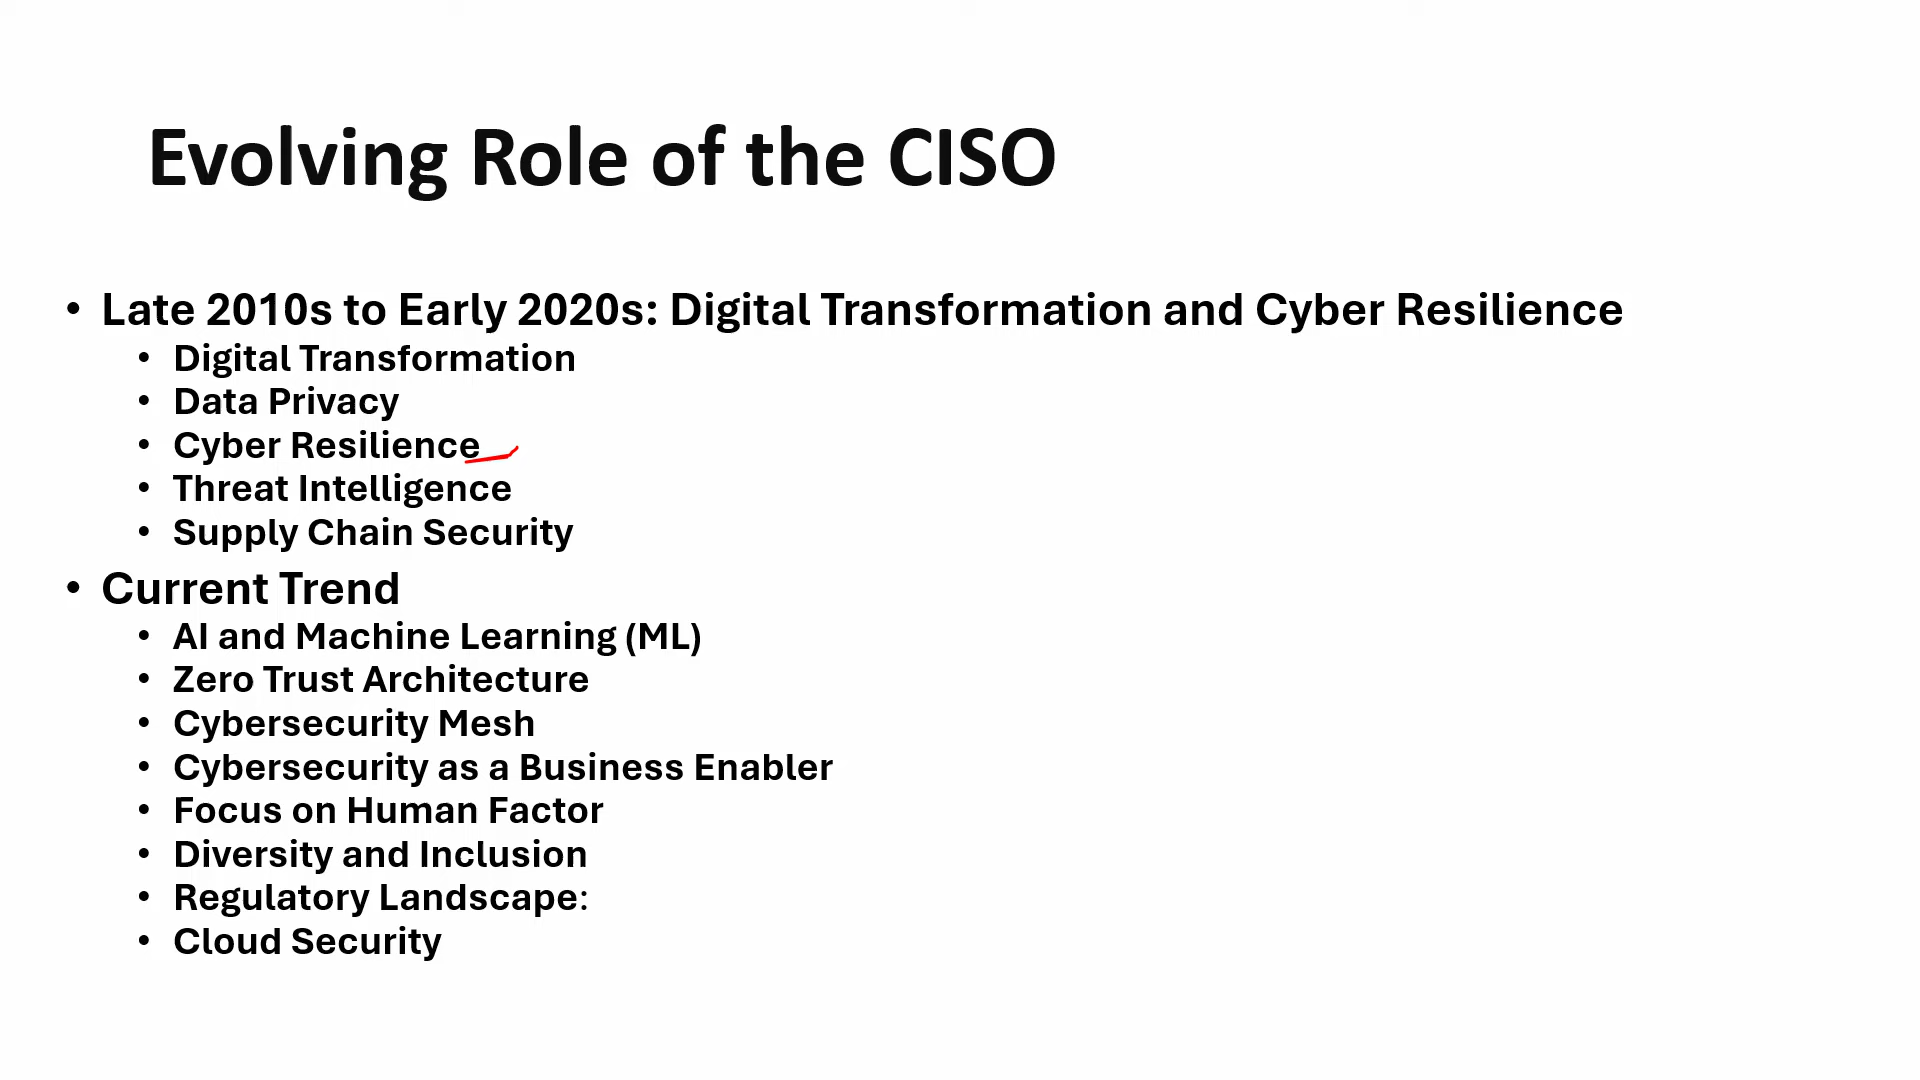 Evolving Role of the CISO
• Late 2010s to Early 2020s: Digital Transformation and Cyber Resilience
• Digital Transformation
• Data Privacy
• Cyber Resilience
• Threat Intelligence
• Supply Chain Security
• Current Trend
• AI and Machine Learning (ML)
• Zero Trust Architecture
• Cybersecurity Mesh
• Cybersecurity as a Business Enabler
• Focus on Human Factor
• Diversity and Inclusion
• Regulatory Landscape:
• Cloud Security